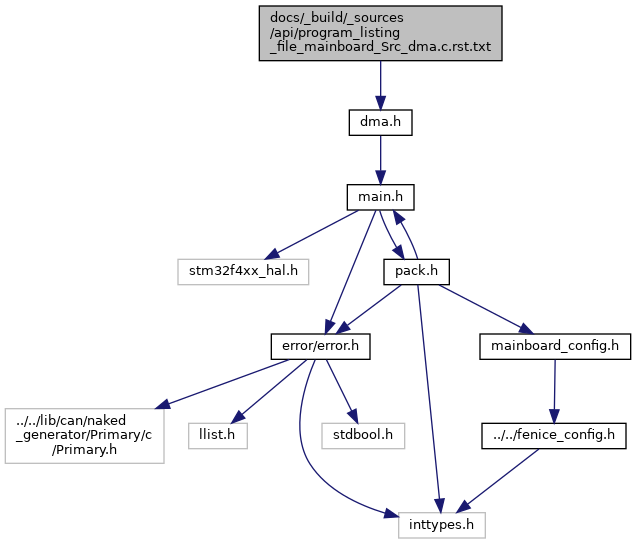 docs/_build/_sources
/api/program_listing
_file_mainboard_Src_dma.c.rst.txt
dma.h
main.h
stm32f4xx_hal.h
pack.h
error/error.h
mainboard_config.h
../../lib/can/naked
_generator/Primary/c
/Primary.h
llist.h
stdbool.h
../../fenice_config.h
inttypes.h